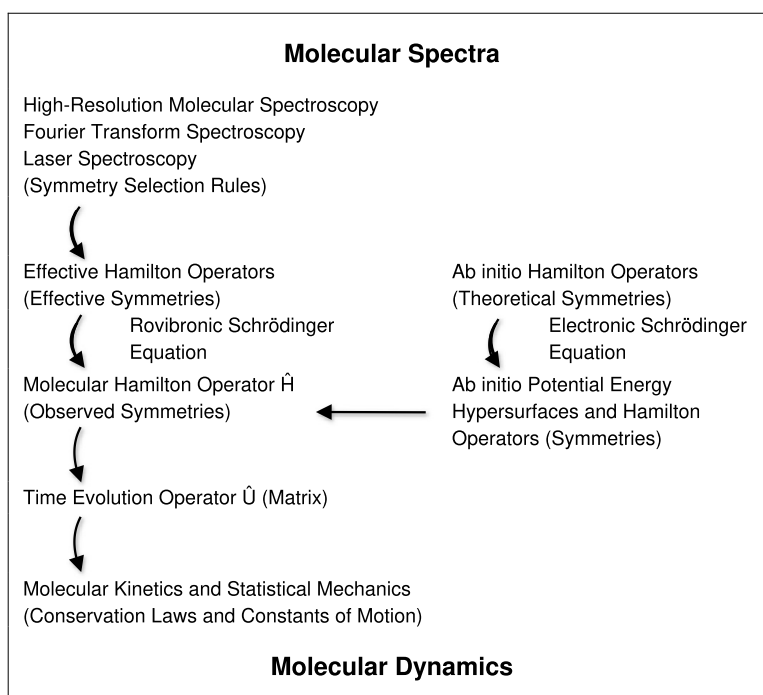 Molecular Spectra
High-Resolution Molecular Spectroscopy
Fourier Transform Spectroscopy
Laser Spectroscopy
(Symmetry Selection Rules)
Effective Hamilton Operators
(Effective Symmetries)
Rovibronic Schrödinger
Equation
Molecular Hamilton Operator Ĥ
(Observed Symmetries)
Ab initio Hamilton Operators
(Theoretical Symmetries)
Electronic Schrödinger
Equation
Ab initio Potential Energy
Hypersurfaces and Hamilton
Operators (Symmetries)
Time Evolution Operator Û (Matrix)
Molecular Kinetics and Statistical Mechanics
(Conservation Laws and Constants of Motion)
Molecular Dynamics